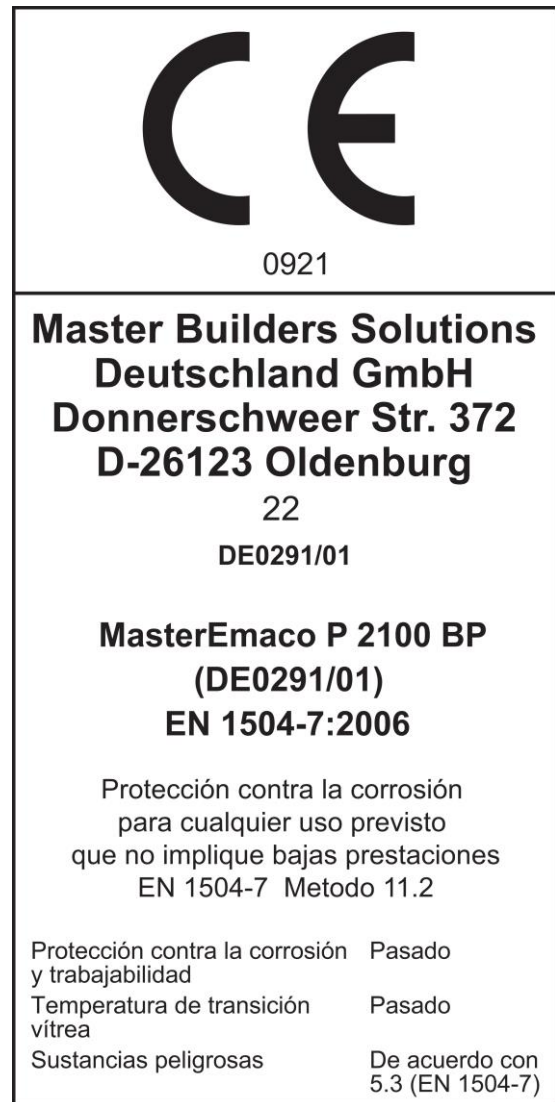 CE
0921
Master Builders Solutions
Deutschland GmbH
Donnerschweer Str. 372
D-26123 Oldenburg
22
DE0291/01
MasterEmaco P 2100 BP
(DE0291/01)
EN 1504-7:2006
Protección contra la corrosión
para cualquier uso previsto
que no implique bajas prestaciones
EN 1504-7 Metodo 11.2
Protección contra la corrosión Pasado
y trabajabilidad
Temperatura de transición Pasado
vítrea
Sustancias peligrosas De acuerdo con
5.3 (EN 1504-7)